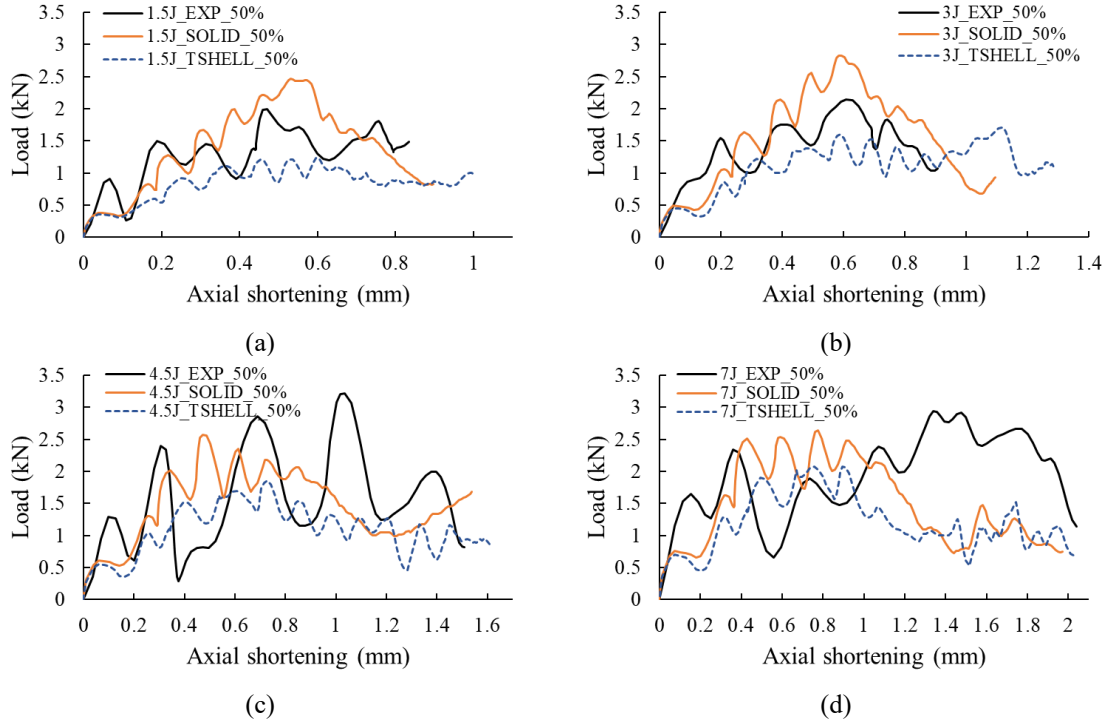 1.5J_EXP_50%
1.5J_SOLID_50%
1.5J_TSHELL_50%
Load (kN)
3.5
3
2.5
2
1.5
1
0.5
0
0 0.2 0.4 0.6 0.8 1
Axial shortening (mm)
(a)
3J_EXP_50%
3J_SOLID_50%
3J_TSHELL_50%
Load (kN)
3.5
3
2.5
2
1.5
1
0.5
0
0 0.2 0.4 0.6 0.8 1 1.2 1.4
Axial shortening (mm)
(b)
4.5J_EXP_50%
4.5J_SOLID_50%
4.5J_TSHELL_50%
Load (kN)
3.5
3
2.5
2
1.5
1
0.5
0
0 0.2 0.4 0.6 0.8 1 1.2 1.4 1.6
Axial shortening (mm)
(c)
7J_EXP_50%
7J_SOLID_50%
7J_TSHELL_50%
Load (kN)
3.5
3
2.5
2
1.5
1
0.5
0
0 0.2 0.4 0.6 0.8 1 1.2 1.4 1.6 1.8 2
Axial shortening (mm)
(d)